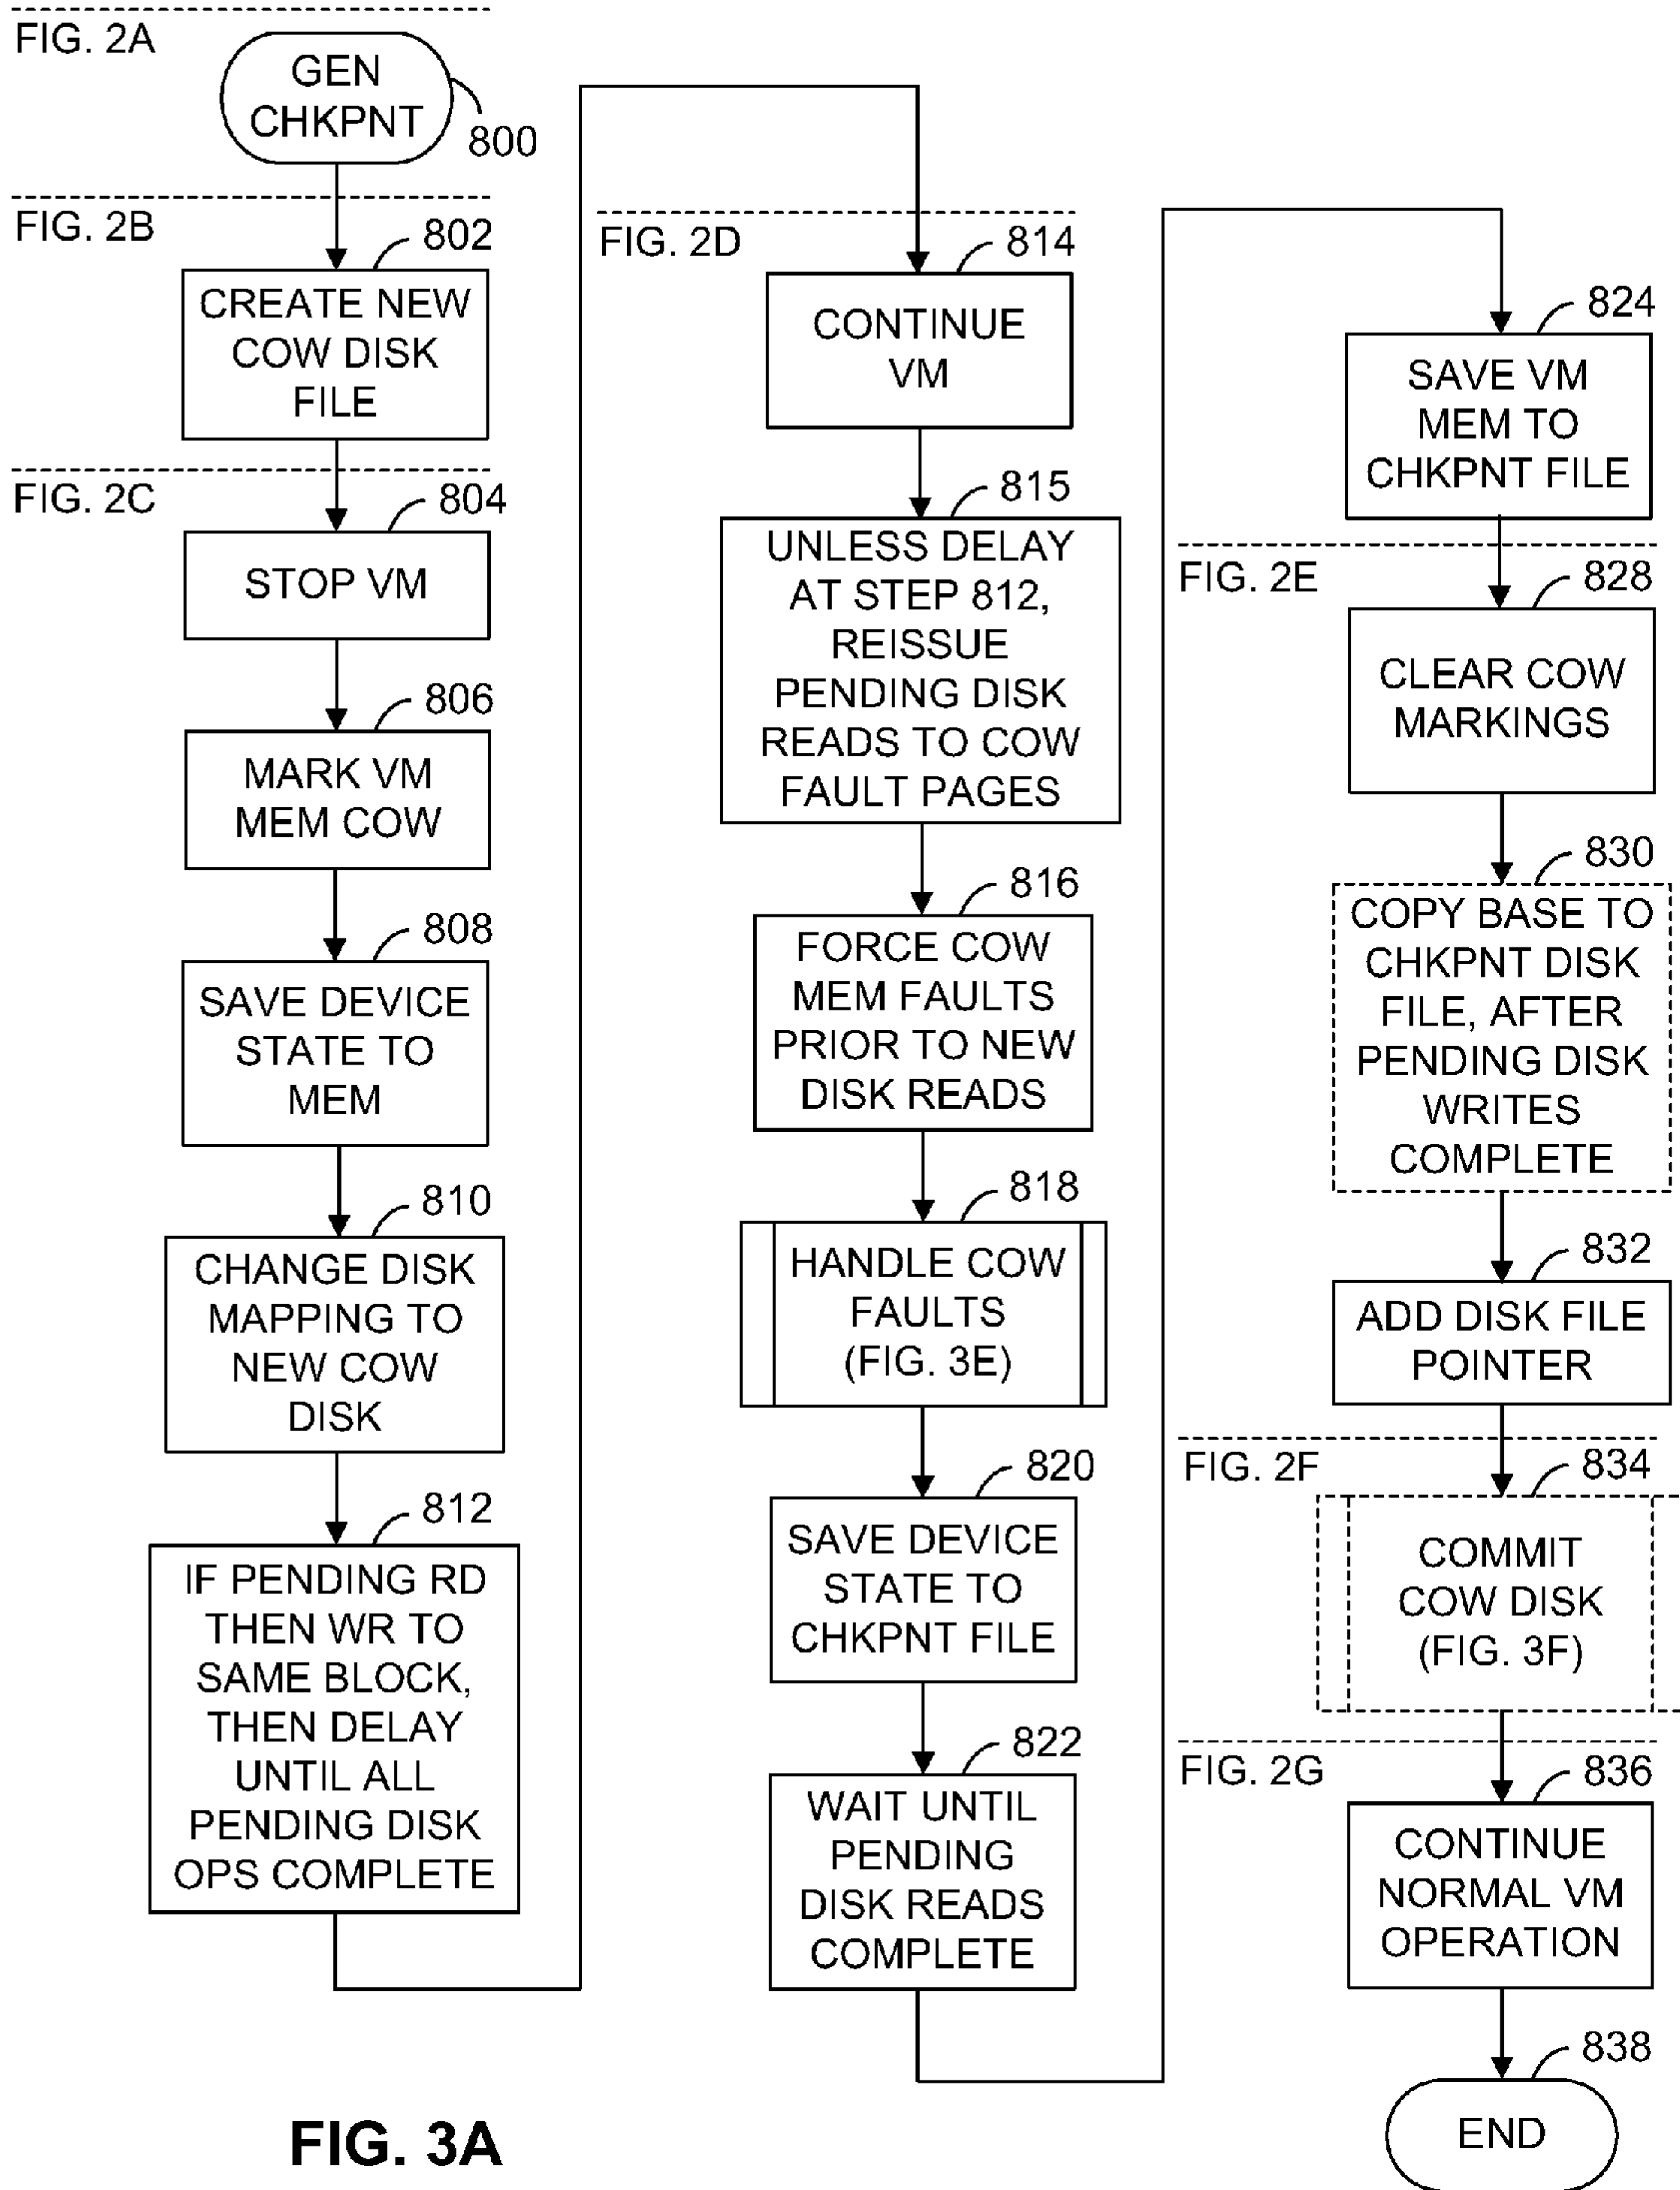 FIG. 2A
GEN
CHKPNT
800
FIG. 2B
802
CREATE NEW
COW DISK
FILE
FIG. 2C
804
STOP VM
806
MARK VM
MEM COW
808
SAVE DEVICE
STATE TO
MEM
810
CHANGE DISK
MAPPING TO
NEW COW
DISK
812
IF PENDING RD
THEN WR TO
SAME BLOCK,
THEN DELAY
UNTIL ALL
PENDING DISK
OPS COMPLETE
FIG. 2D
814
CONTINUE
VM
815
UNLESS DELAY
AT STEP 812,
REISSUE
PENDING DISK
READS TO COW
FAULT PAGES
816
FORCE COW
MEM FAULTS
PRIOR TO NEW
DISK READS
818
HANDLE COW
FAULTS
(FIG. 3E)
820
SAVE DEVICE
STATE TO
CHKPNT FILE
822
WAIT UNTIL
PENDING
DISK READS
COMPLETE
824
SAVE VM
MEM TO
CHKPNT FILE
FIG. 2E
828
CLEAR COW
MARKINGS
830
COPY BASE TO
CHKPNT DISK
FILE, AFTER
PENDING DISK
WRITES
COMPLETE
832
ADD DISK FILE
POINTER
FIG. 2F
834
COMMIT
COW DISK
(FIG. 3F)
FIG. 2G
836
CONTINUE
NORMAL VM
OPERATION
838
END
FIG. 3A